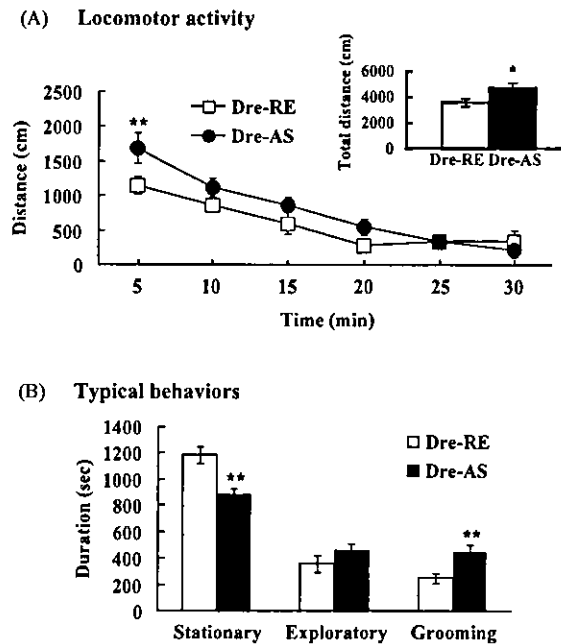 (A) Locomotor activity
Distance (cm)
2500
2000
1500
1000
500
0
**
Dre-RE
Dre-AS
5 10 15 20 25 30
Time (min)
Total distance (cm)
6000
4000
2000
0
*
Dre-RE Dre-AS
(B) Typical behaviors
Duration (sec)
1400
1200
1000
800
600
400
200
0
**
**
Dre-RE
Dre-AS
Stationary Exploratory Grooming